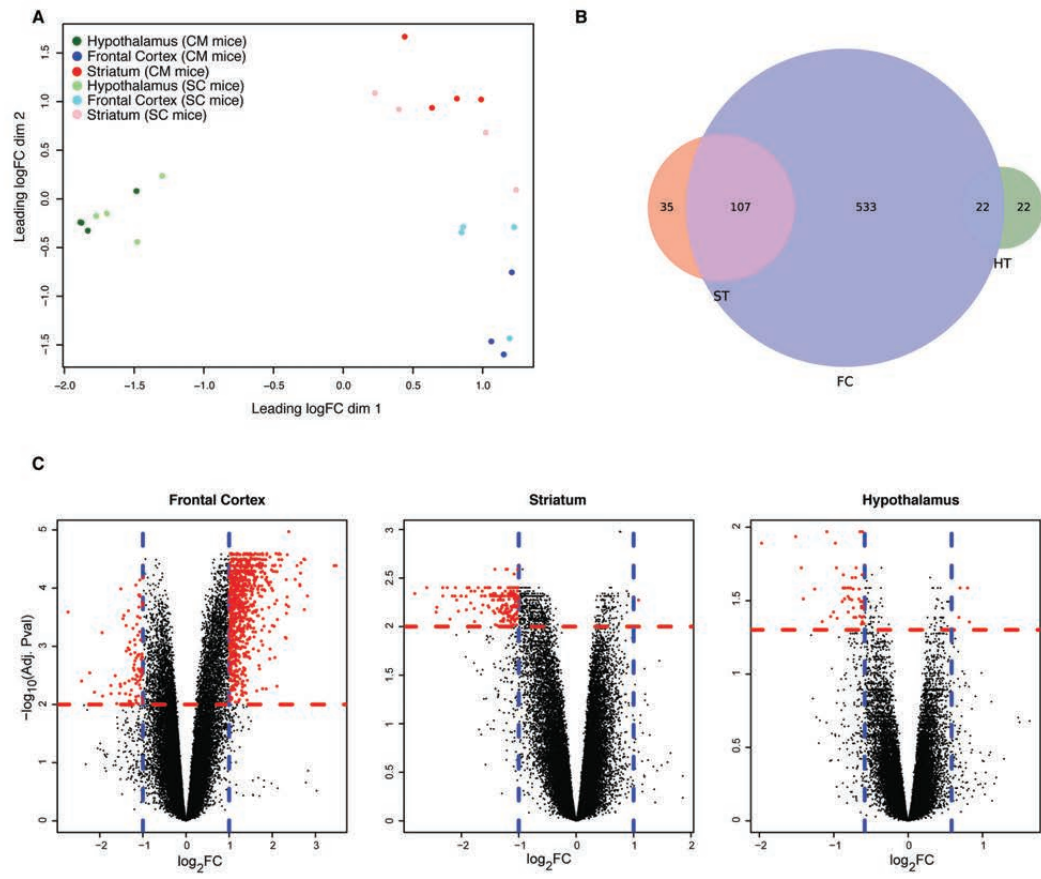 A
Hypothalamus (CM mice)
Frontal Cortex (CM mice)
Striatum (CM mice)
Hypothalamus (SC mice)
Frontal Cortex (SC mice)
Striatum (SC mice)
Leading logFC dim 2
1.5
1.0
0.5
0.0
−0.5
−1.0
−1.5
−2.0 −1.5 −1.0 −0.5 0.0 0.5 1.0
Leading logFC dim 1
B
35 107 533 22 22
ST
HT
FC
C
Frontal Cortex
−log10(Adj. Pval)
5
4
3
2
1
0
−2 −1 0 1 2 3
log2FC
Striatum
3
2.5
2
1.5
1
0.5
0
−2 −1 0 1 2
log2FC
Hypothalamus
2
1.5
1
0.5
0
−2 −1 0 1
log2FC